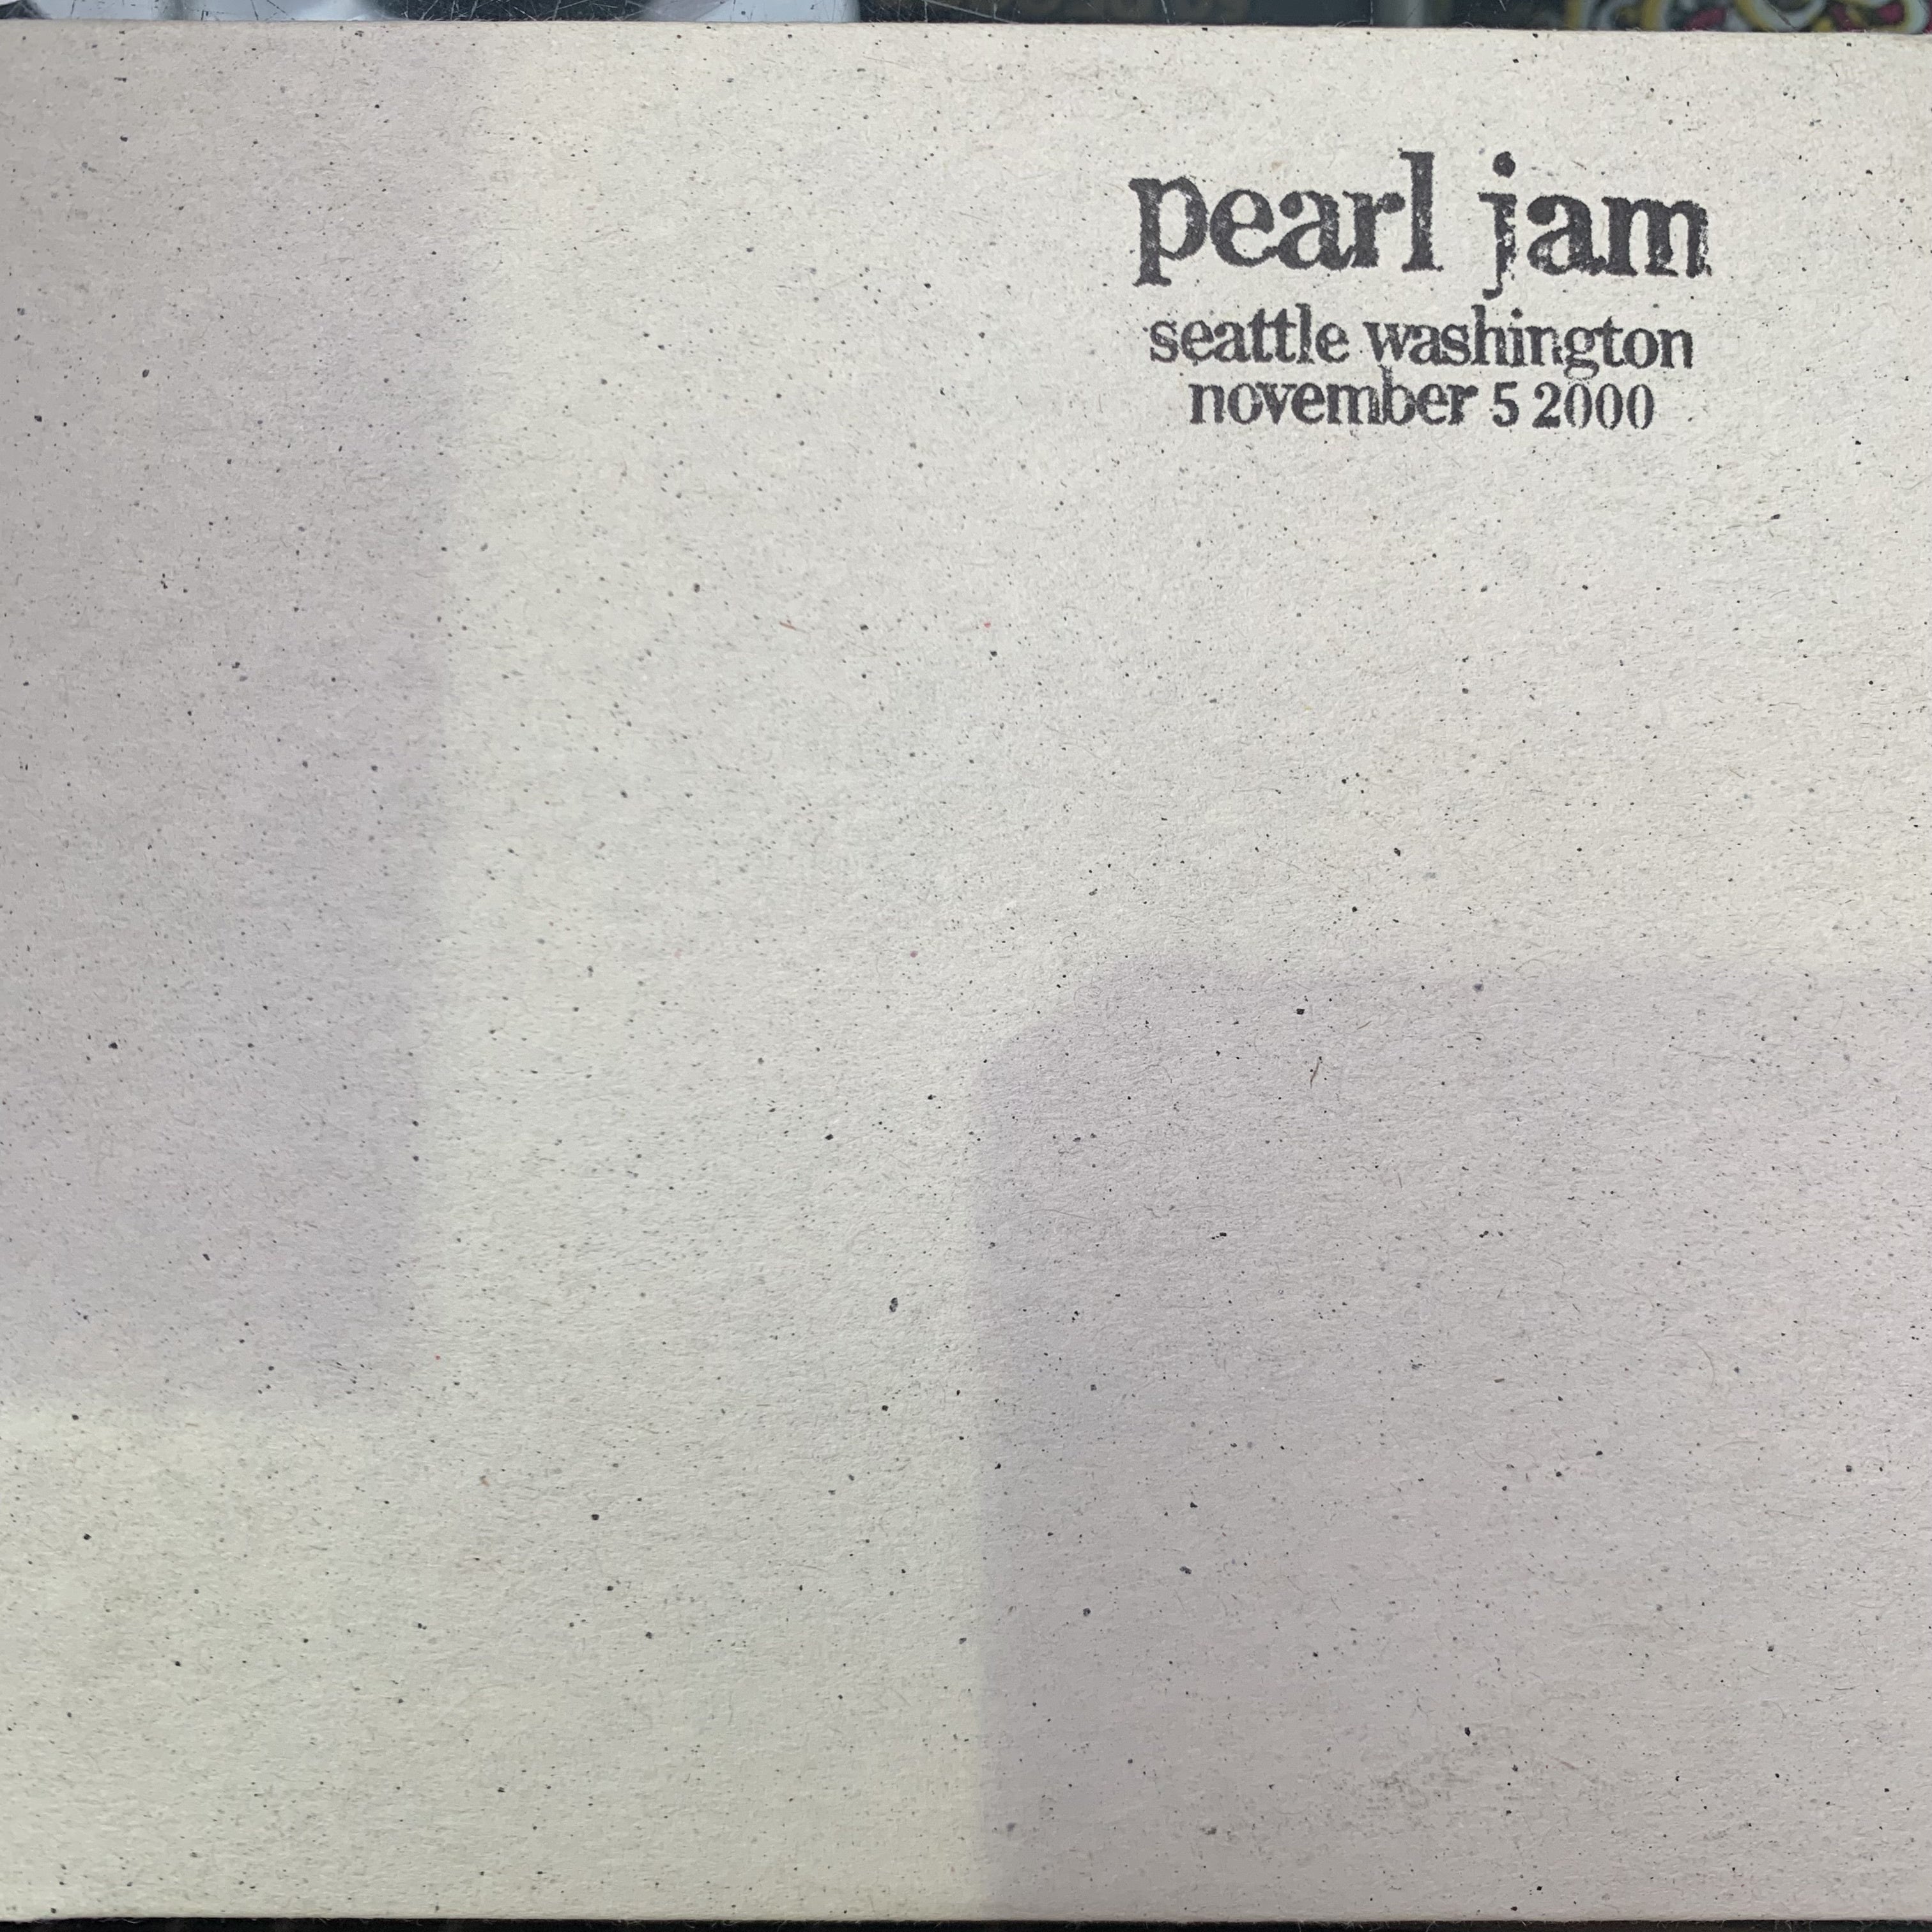 pearl jam
seattle washington
november 5 2000